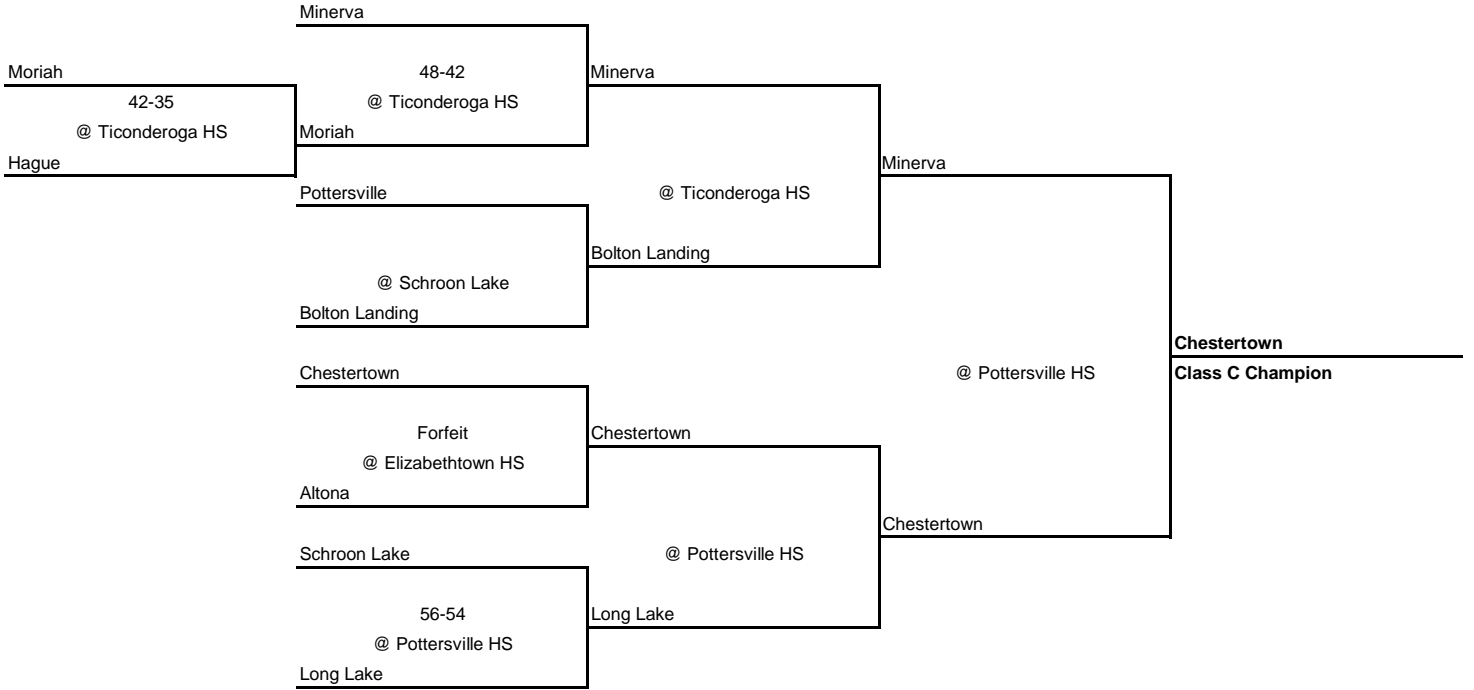 Minerva
Moriah
48-42
Minerva
42-35
@ Ticonderoga HS
@ Ticonderoga HS
Moriah
Hague
Minerva
Pottersville
@ Ticonderoga HS
Bolton Landing
@ Schroon Lake
Bolton Landing
Chestertown
Chestertown
@ Pottersville HS
Class C Champion
Forfeit
Chestertown
@ Elizabethtown HS
Altona
Chestertown
Schroon Lake
@ Pottersville HS
56-54
Long Lake
@ Pottersville HS
Long Lake